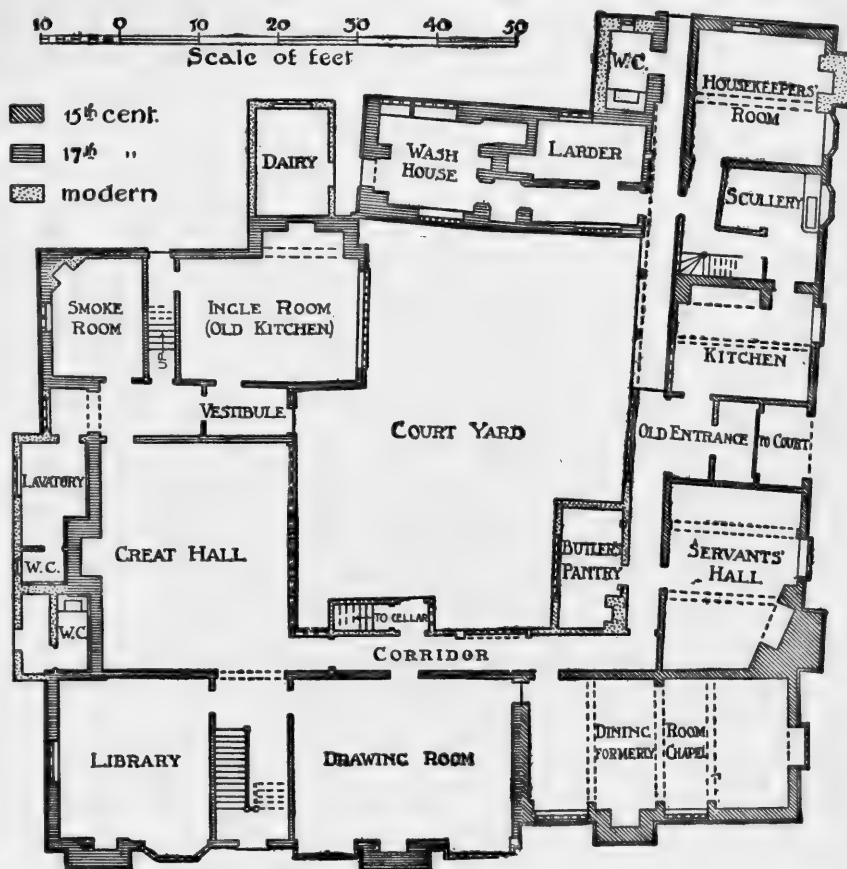 10 0 10 20 30 40 50
Scale of feet
15th cent.
17th "
modern
W.C.
HOUSEKEEPERS'
ROOM
DAIRY
WASH
HOUSE
LARDER
SCULLERY
SMOKE
ROOM
UP
INGLE ROOM
(OLD KITCHEN)
KITCHEN
VESTIBULE
COURT YARD
OLD ENTRANCE
TO COURT
LAVATORY
W.C.
GREAT HALL
BUTLER'S
PANTRY
SERVANTS'
HALL
W.C
TO CELLAR
CORRIDOR
LIBRARY
DRAWING ROOM
DINING ROOM
FORMERLY CHAPEL